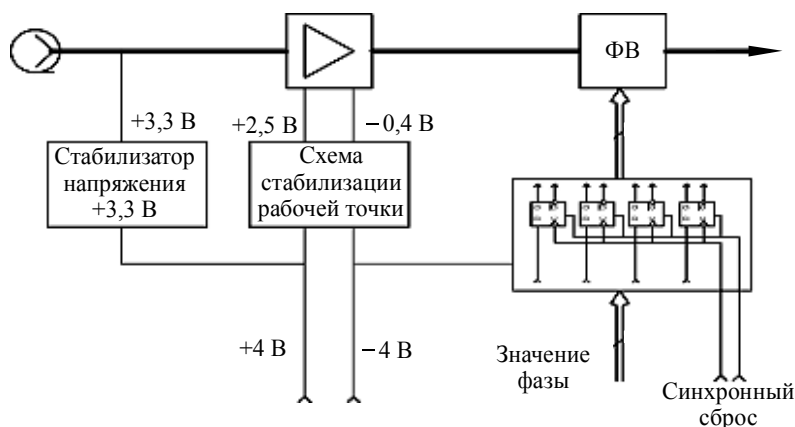 ФВ
+3,3 В
+2,5 В
−0,4 В
Стабилизатор
напряжения
+3,3 В
Схема
стабилизации
рабочей точки
+4 В
−4 В
Значение
фазы
Синхронный
сброс